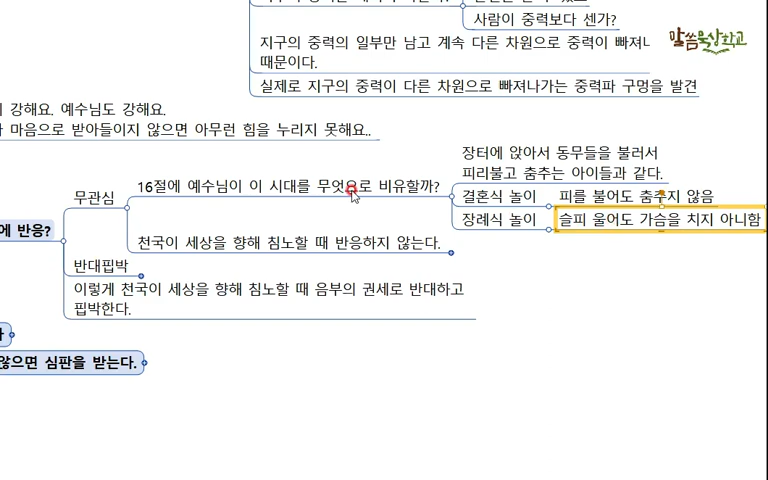 사람이 중력보다 센가?
말씀묵상학교
지구의 중력의 일부만 남고 계속 다른 차원으로 중력이
때문이다.
실제로 지구의 중력이 다른 차원으로 빠져나가는 중력파 구멍을 발견
강해요. 예수님도 강해요.
마음으로 받아들이지 않으면 아무런 힘을 누리지 못해요..
장터에 앉아서 동무들을 불러서
피리불고 춤추는 아이들과 같다.
무관심
16절에 예수님이 이 시대를 무엇으로 비유할까?
결혼식 놀이
피를 불어도 춤추지 않음
장례식 놀이
슬피 울어도 가슴을 치지 아니함
에 반응?
천국이 세상을 향해 침노할 때 반응하지 않는다.
반대핍박
이렇게 천국이 세상을 향해 침노할 때 음부의 권세로 반대하고
핍박한다.
않으면 심판을 받는다.